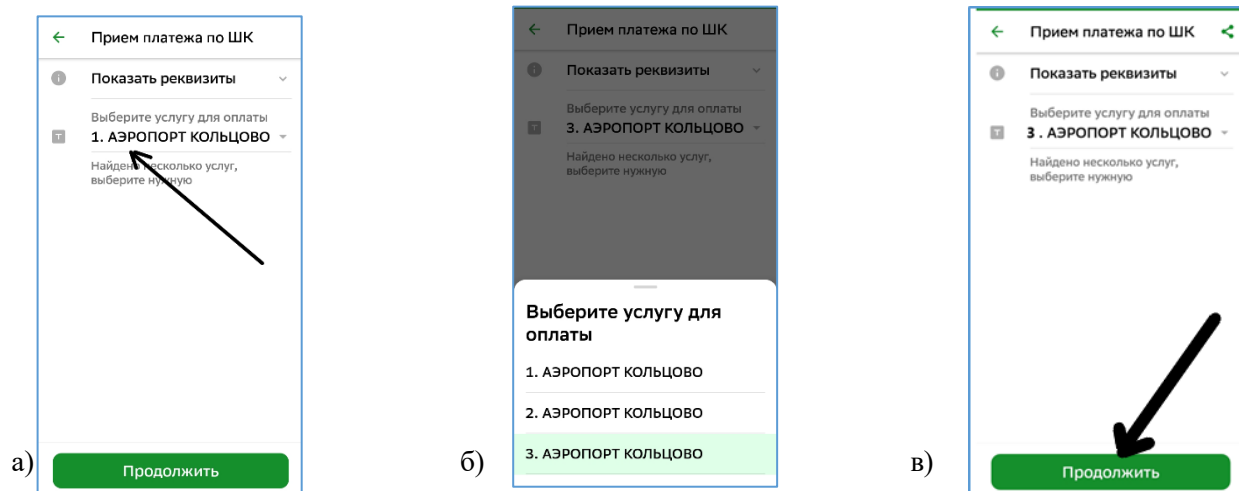 Прием платежа по ШК
Показать реквизиты
Выберите услугу для оплаты
1. АЭРОПОРТ КОЛЬЦОВО
Найдено несколько услуг,
выберите нужную
Продолжить
а)
Прием платежа по ШК
Показать реквизиты
Выберите услугу для оплаты
3. АЭРОПОРТ КОЛЬЦОВО
Найдено несколько услуг,
выберите нужную
Выберите услугу для
оплаты
1. АЭРОПОРТ КОЛЬЦОВО
2. АЭРОПОРТ КОЛЬЦОВО
3. АЭРОПОРТ КОЛЬЦОВО
б)
Прием платежа по ШК
Показать реквизиты
Выберите услугу для оплаты
3 . АЭРОПОРТ КОЛЬЦОВО
Найдено несколько услуг,
выберите нужную
Продолжить
в)